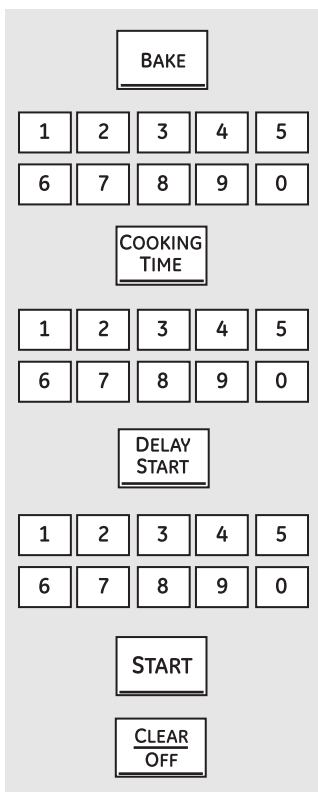 BAKE
1 2 3 4 5
6 7 8 9 0
COOKING
TIME
1 2 3 4 5
6 7 8 9 0
DELAY
START
1 2 3 4 5
6 7 8 9 0
START
CLEAR
OFF